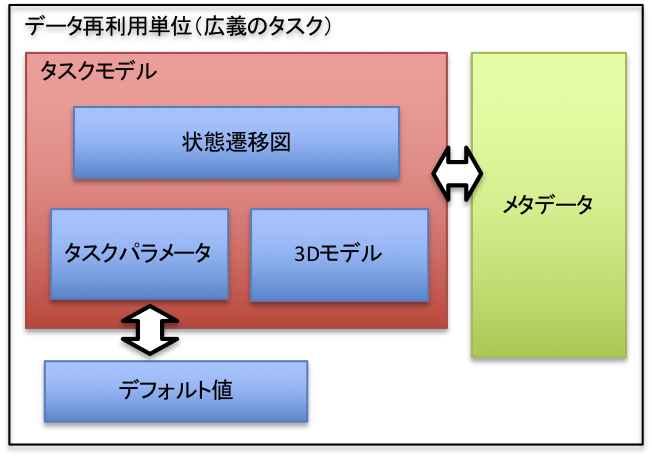 データ再利用単位（広義のタスク）
タスクモデル
状態遷移図
タスクパラメータ
3Dモデル
メタデータ
デフォルト値